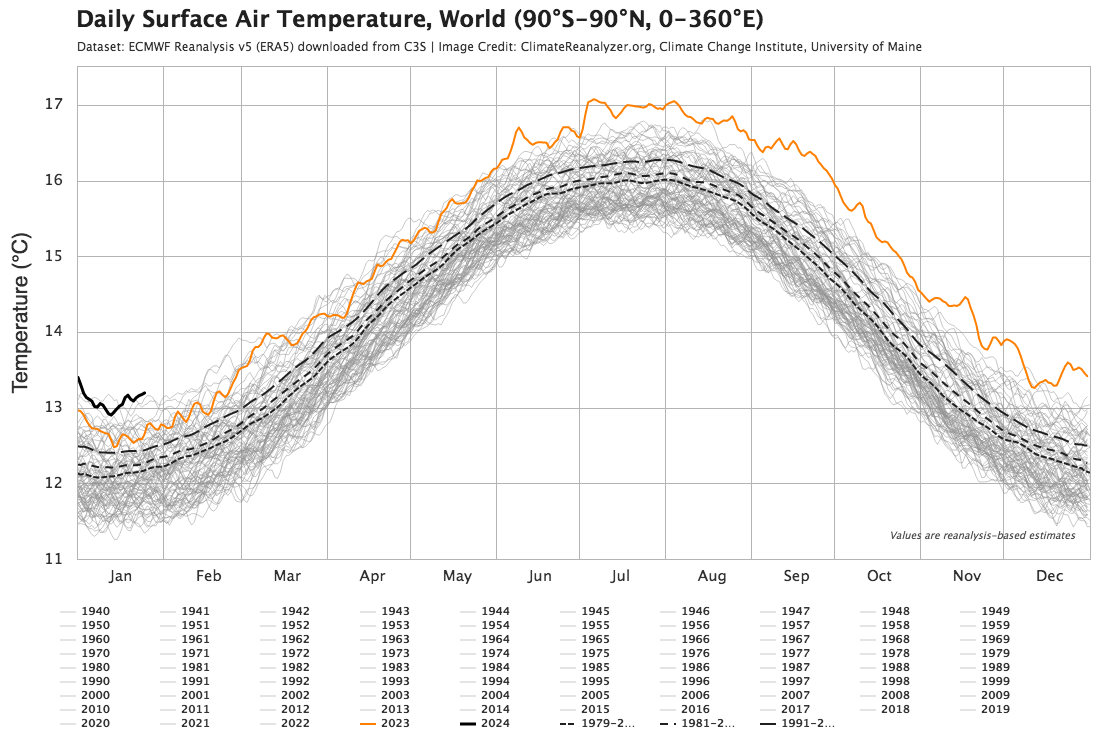 Daily Surface Air Temperature, World (90°S–90°N, 0–360°E)
Dataset: ECMWF Reanalysis v5 (ERA5) downloaded from C3S | Image Credit: ClimateReanalyzer.org, Climate Change Institute, University of Maine
Temperature (°C)
17
16
15
14
13
12
11
Values are reanalysis-based estimates
Jan Feb Mar Apr May Jun Jul Aug Sep Oct Nov Dec
1940 1941 1942 1943 1944 1945 1946 1947 1948 1949
1950 1951 1952 1953 1954 1955 1956 1957 1958 1959
1960 1961 1962 1963 1964 1965 1966 1967 1968 1969
1970 1971 1972 1973 1974 1975 1976 1977 1978 1979
1980 1981 1982 1983 1984 1985 1986 1987 1988 1989
1990 1991 1992 1993 1994 1995 1996 1997 1998 1999
2000 2001 2002 2003 2004 2005 2006 2007 2008 2009
2010 2011 2012 2013 2014 2015 2016 2017 2018 2019
2020 2021 2022 2023 2024 1979-2... 1981-2... 1991-2...